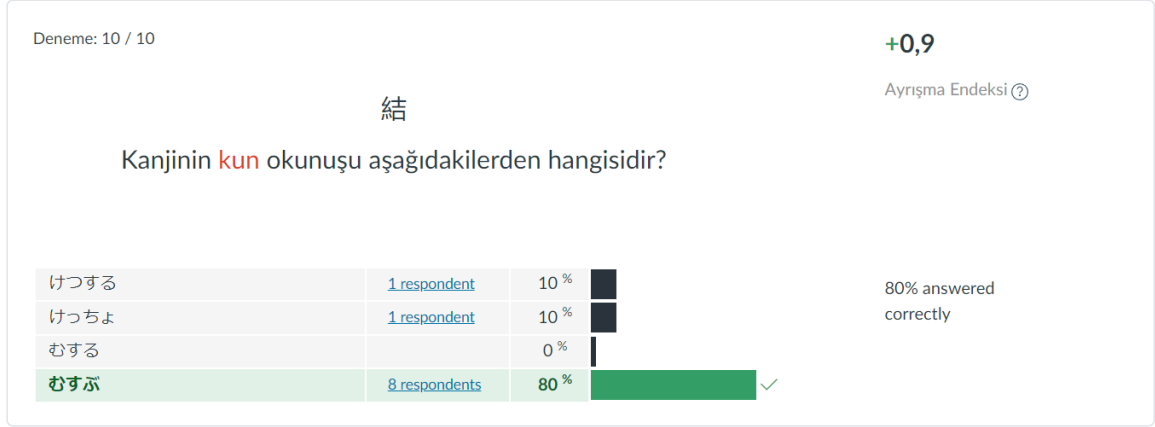 Deneme: 10 / 10
+0,9
Ayrışma Endeksi ?
結
Kanjinin kun okunuşu aşağıdakilerden hangisidir?
けつする 1 respondent 10 %
けっちょ 1 respondent 10 %
むする 0 %
むすぶ 8 respondents 80 %
80% answered
correctly